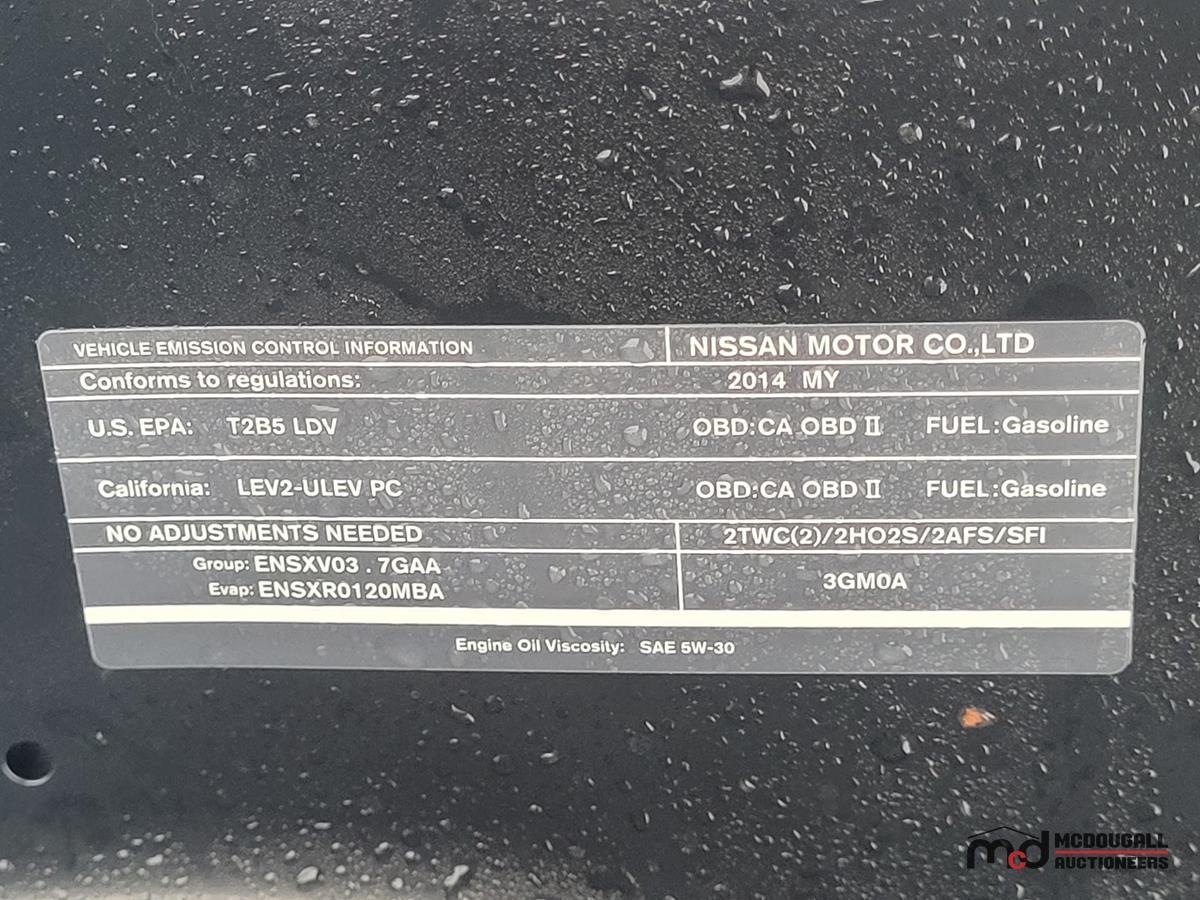 VEHICLE EMISSION CONTROL INFORMATION NISSAN MOTOR CO.,LTD
Conforms to regulations: 2014 MY
U.S. EPA: T2B5 LDV OBD:CA OBD II FUEL:Gasoline
California: LEV2-ULEV PC OBD:CA OBD II FUEL:Gasoline
NO ADJUSTMENTS NEEDED 2TWC(2)/2HO2S/2AFS/SFI
Group: ENSXV03 . 7GAA
Evap: ENSXR0120MBA
3GM0A
Engine Oil Viscosity: SAE 5W-30
mcd MCDOUGALL
AUCTIONEERS